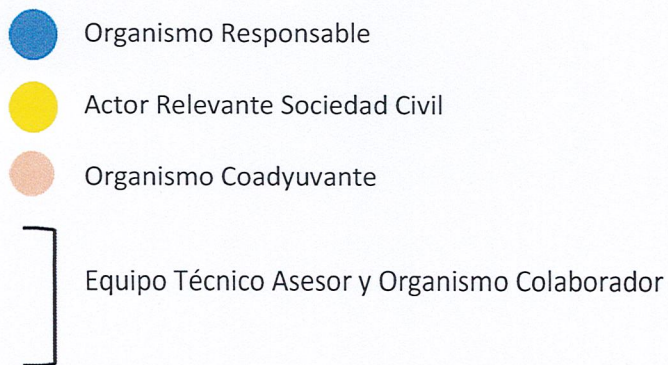 Organismo Responsable
Actor Relevante Sociedad Civil
Organismo Coadyuvante
Equipo Técnico Asesor y Organismo Colaborador